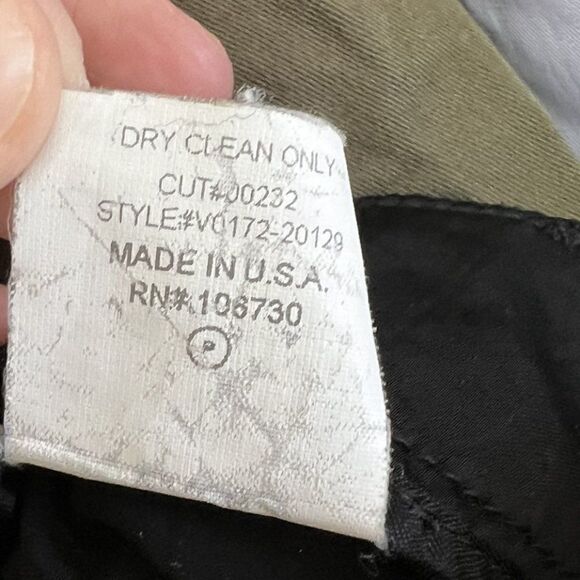 DRY CLEAN ONLY
CUT#:00232
STYLE:#V0172-20129
MADE IN U.S.A.
RN#.106730
P